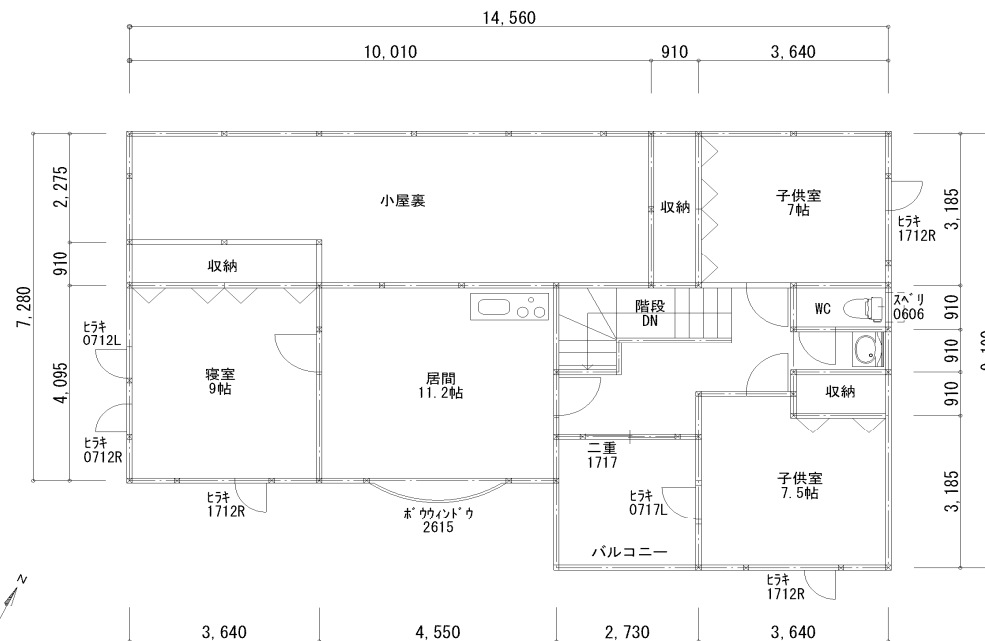 14,560
10,010
910
3,640
7,280
2,275
910
4,095
小屋裏
収納
子供室
7帖
ﾋﾗｷ
1712R
3,185
収納
階段
DN
WC
ｽﾍﾞﾘ
0606
910
910
910
3,185
ﾋﾗｷ
0712L
寝室
9帖
居間
11.2帖
収納
ﾋﾗｷ
0712R
ﾋﾗｷ
1712R
ﾎﾞｳｳｨﾝﾄﾞｳ
2615
二重
1717
ﾋﾗｷ
0717L
子供室
7.5帖
バルコニー
ﾋﾗｷ
1712R
N
3,640
4,550
2,730
3,640